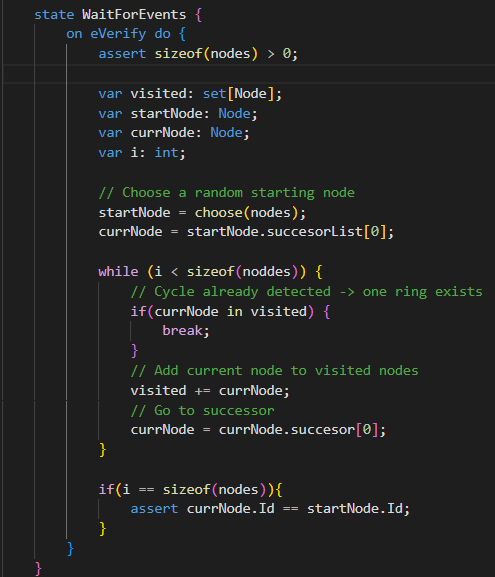 state WaitForEvents {
on eVerify do {
assert sizeof(nodes) > 0;
var visited: set[Node];
var startNode: Node;
var currNode: Node;
var i: int;
// Choose a random starting node
startNode = choose(nodes);
currNode = startNode.succesorList[0];
while (i < sizeof(noddes)) {
// Cycle already detected -> one ring exists
if(currNode in visited) {
break;
}
// Add current node to visited nodes
visited += currNode;
// Go to successor
currNode = currNode.succesor[0];
}
if(i == sizeof(nodes)){
assert currNode.Id == startNode.Id;
}
}
}